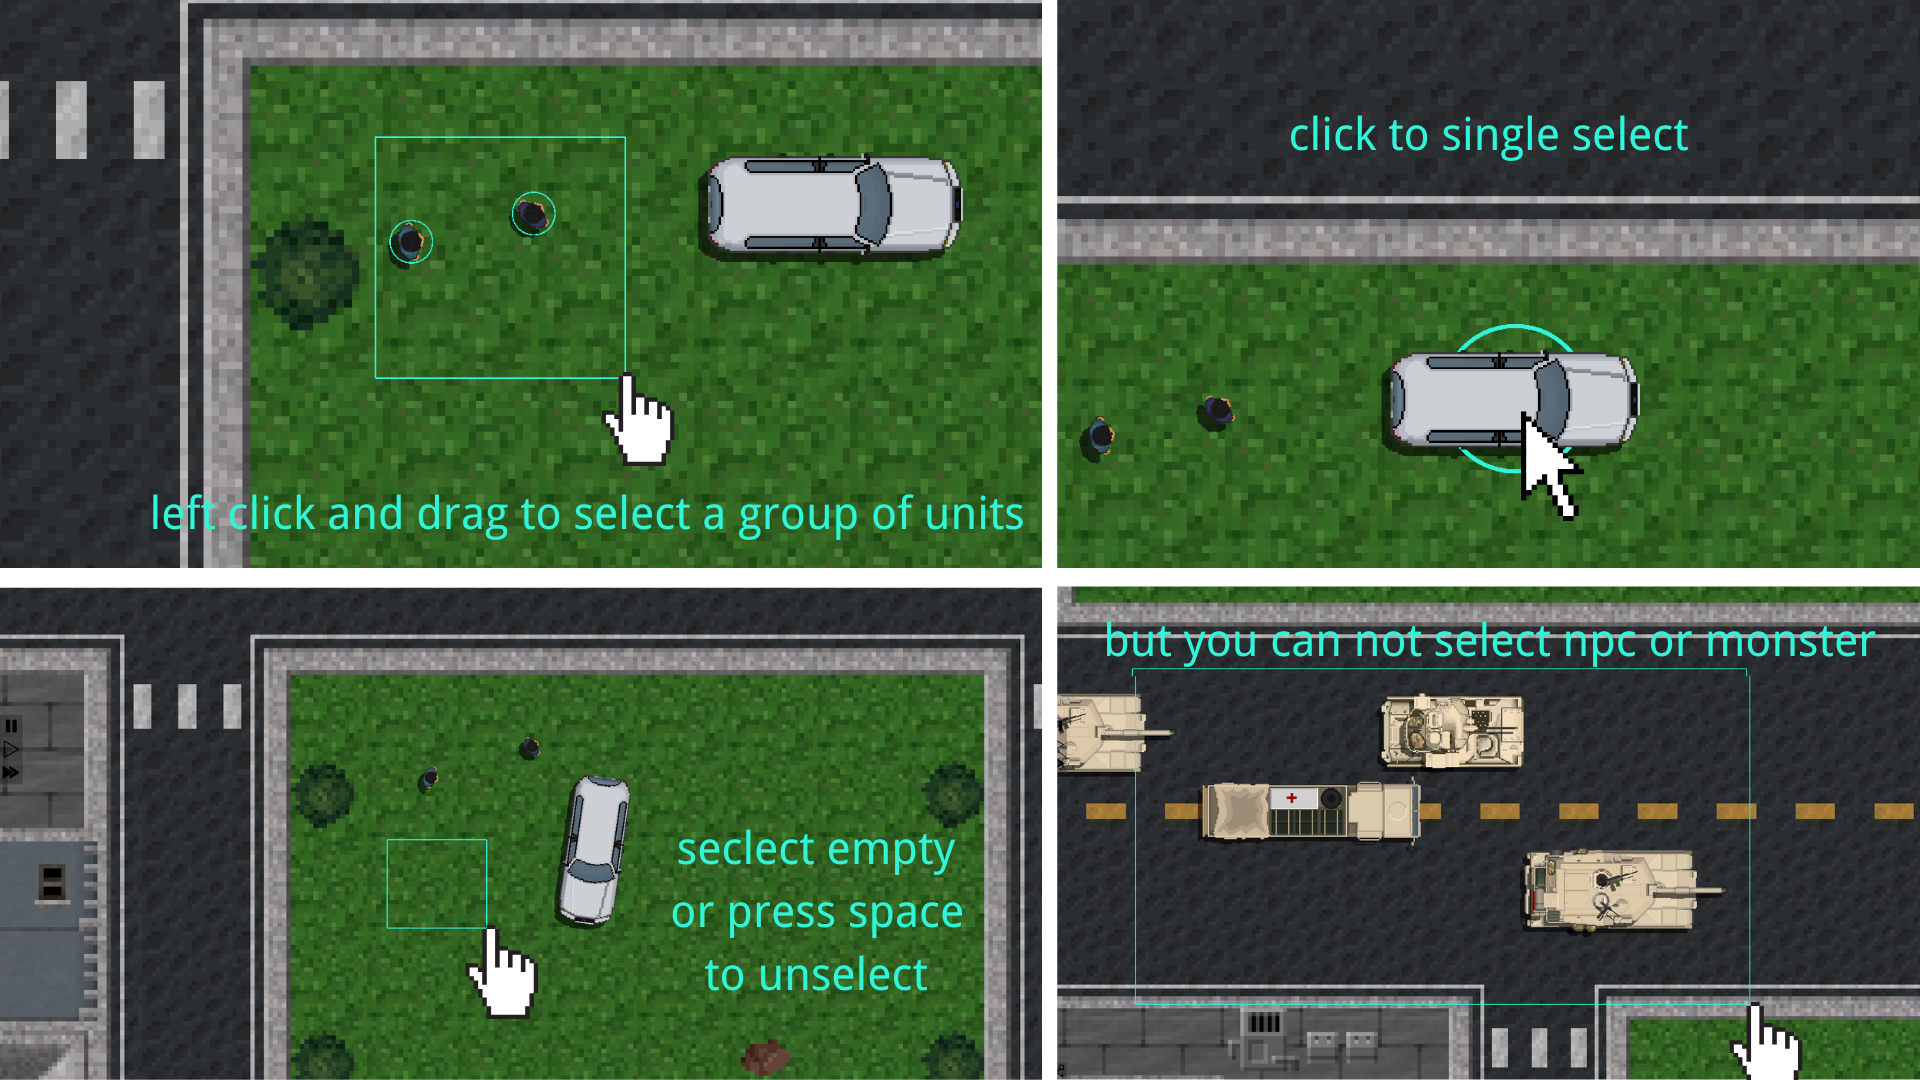 left click and drag to select a group of units
click to single select
seclect empty
or press space
to unselect
but you can not select npc or monster